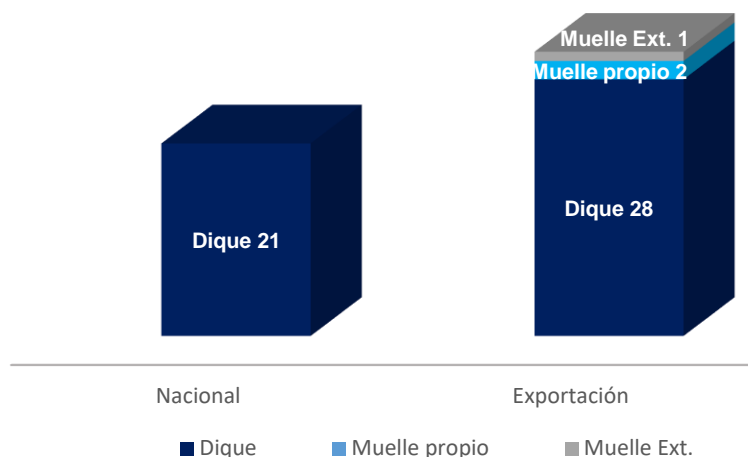 Muelle Ext. 1
Muelle propio 2
Dique 28
Dique 21
Nacional Exportación
Dique Muelle propio Muelle Ext.